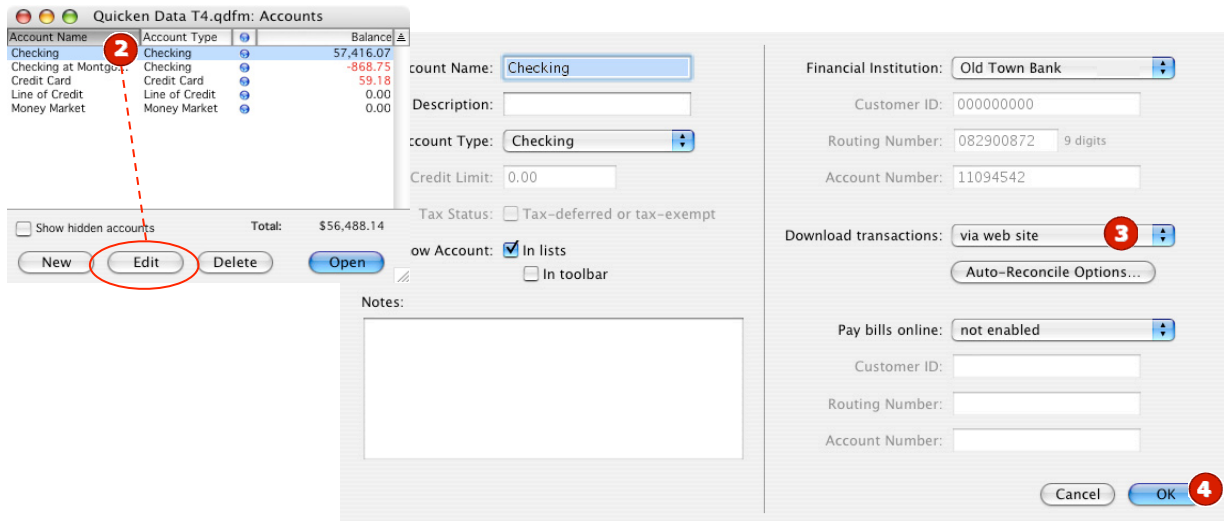 Quicken Data T4.qdfm: Accounts
Account Name Account Type Balance
2
Checking Checking 57,416.07
Checking at Montgo... Checking -868.75
Credit Card Credit Card 59.18
Line of Credit Line of Credit 0.00
Money Market Money Market 0.00
Show hidden accounts Total: $56,488.14
New Edit Delete Open
count Name: Checking
Description:
ccount Type: Checking
Credit Limit: 0.00
Tax Status: Tax-deferred or tax-exempt
ow Account: In lists
In toolbar
Notes:
Financial Institution: Old Town Bank
Customer ID: 000000000
Routing Number: 082900872 9 digits
Account Number: 11094542
Download transactions: via web site 3
Auto-Reconcile Options...
Pay bills online: not enabled
Customer ID:
Routing Number:
Account Number:
Cancel OK 4